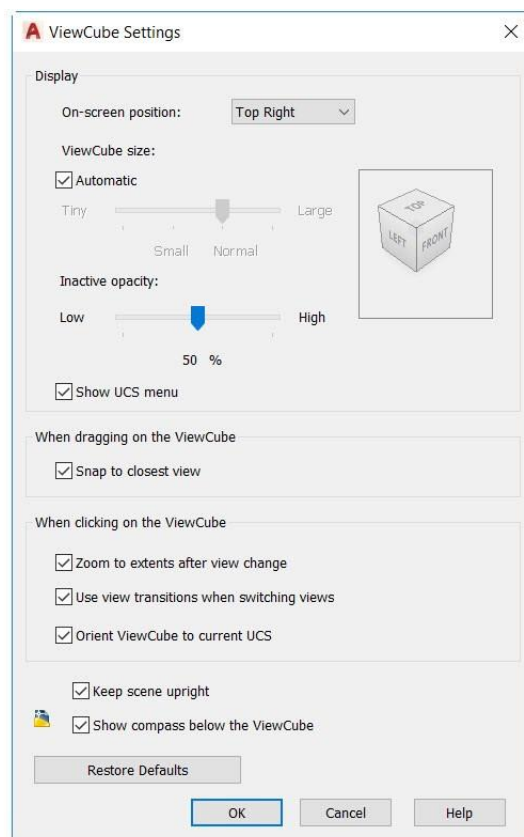 A ViewCube Settings
Display
On-screen position: Top Right
ViewCube size:
Automatic
Tiny Large
Small Normal
TOP
LEFT FRONT
Inactive opacity:
Low High
50 %
Show UCS menu
When dragging on the ViewCube
Snap to closest view
When clicking on the ViewCube
Zoom to extents after view change
Use view transitions when switching views
Orient ViewCube to current UCS
Keep scene upright
Show compass below the ViewCube
Restore Defaults
OK Cancel Help